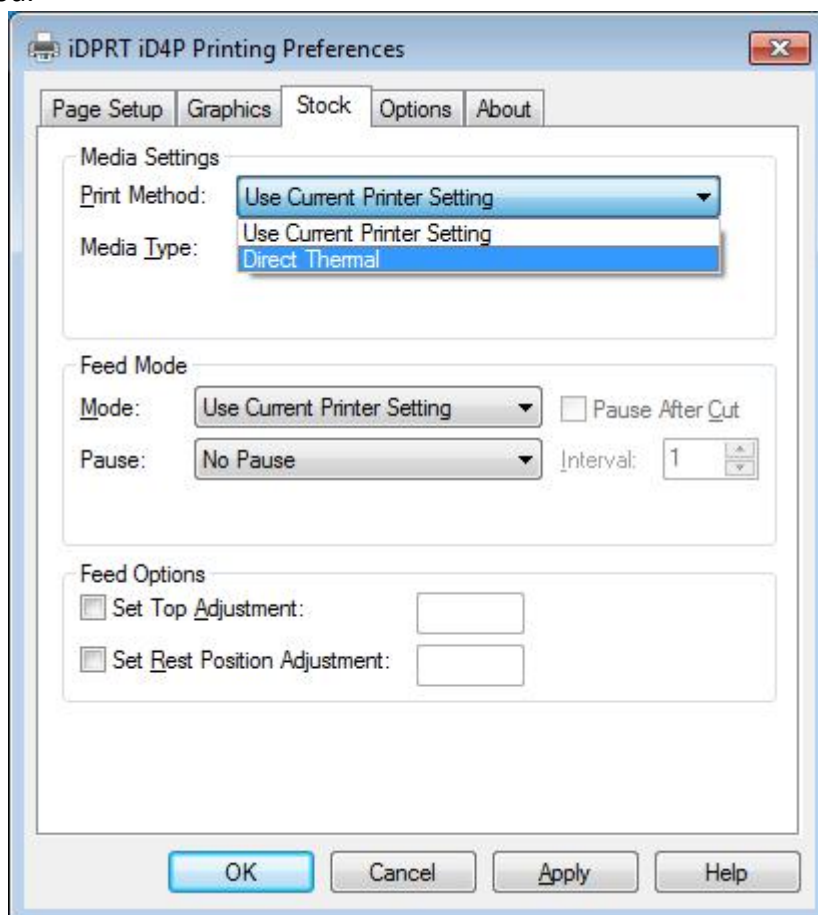 iDPRT iD4P Printing Preferences
Page Setup Graphics Stock Options About
Media Settings
Print Method: Use Current Printer Setting
Use Current Printer Setting
Media Type:
Direct Thermal
Feed Mode
Mode: Use Current Printer Setting Pause After Cut
Pause: No Pause Interval: 1
Feed Options
Set Top Adjustment:
Set Rest Position Adjustment:
OK Cancel Apply Help